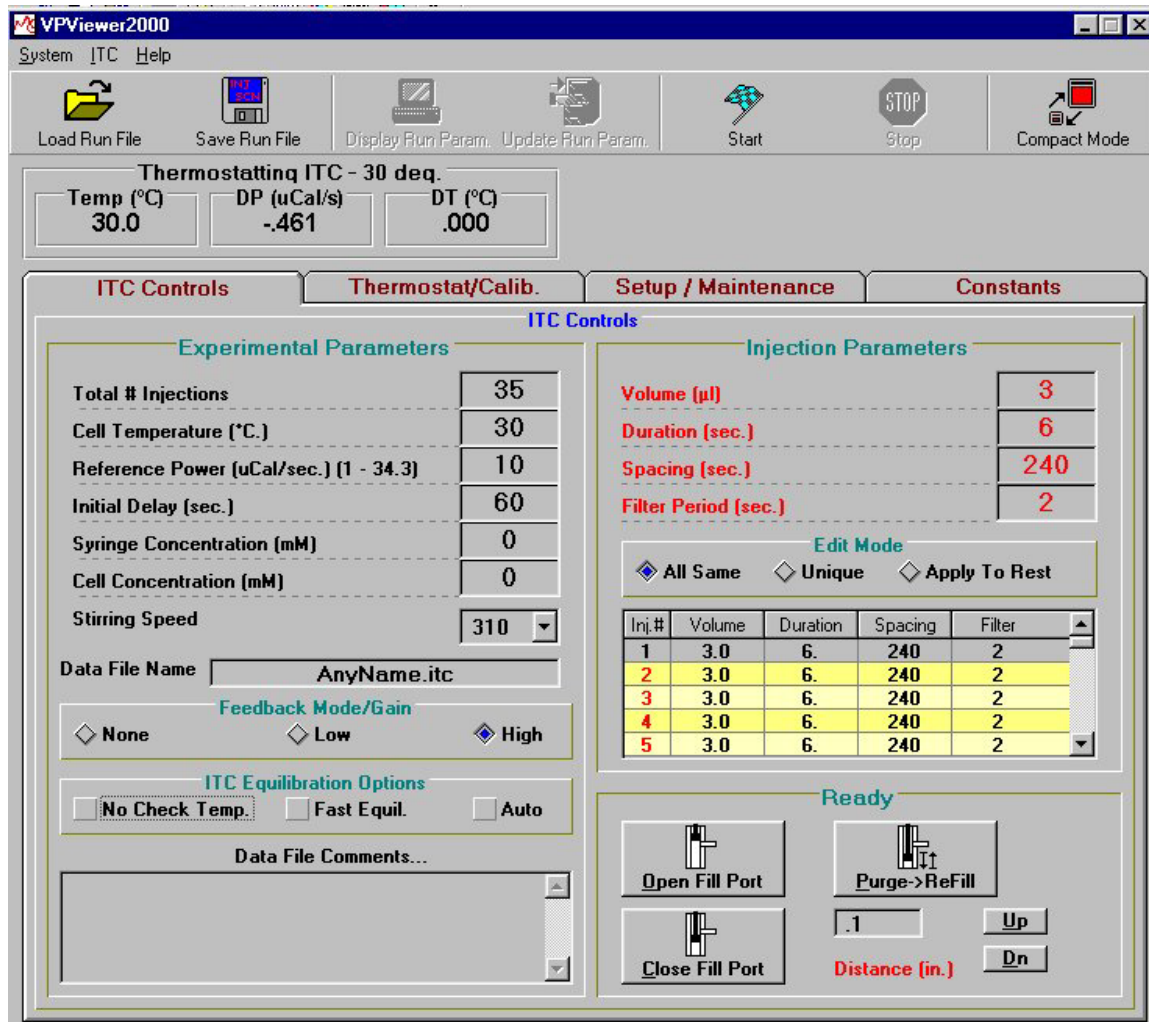 VPViewer2000
System ITC Help
Load Run File Save Run File Display Run Param. Update Run Param. Start STOP Stop Compact Mode
INJ SCN
Thermostatting ITC - 30 deg.
Temp (ºC) DP (uCal/s) DT (ºC)
30.0 -.461 .000
ITC Controls Thermostat/Calib. Setup / Maintenance Constants
ITC Controls
Experimental Parameters
Total # Injections 35
Cell Temperature (°C.) 30
Reference Power (uCal/sec.) (1 - 34.3) 10
Initial Delay (sec.) 60
Syringe Concentration (mM) 0
Cell Concentration (mM) 0
Stirring Speed 310
Data File Name AnyName.itc
Feedback Mode/Gain
None Low High
ITC Equilibration Options
No Check Temp. Fast Equil. Auto
Data File Comments...
Injection Parameters
Volume (µl) 3
Duration (sec.) 6
Spacing (sec.) 240
Filter Period (sec.) 2
Edit Mode
All Same Unique Apply To Rest
Inj.# Volume Duration Spacing Filter
1 3.0 6. 240 2
2 3.0 6. 240 2
3 3.0 6. 240 2
4 3.0 6. 240 2
5 3.0 6. 240 2
Ready
Open Fill Port Purge->ReFill
.1 Up
Close Fill Port Distance (in.) Dn